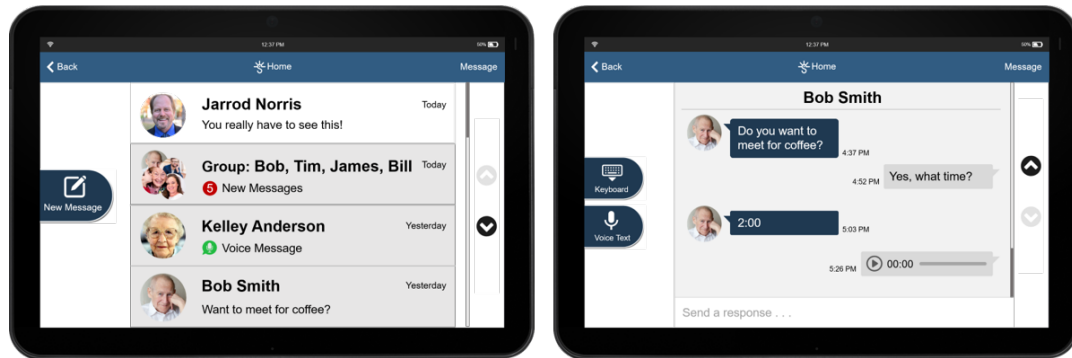 12:37 PM
50%
Back
Home
Message
New Message
Jarrod Norris
Today
You really have to see this!
Group: Bob, Tim, James, Bill
Today
5 New Messages
Kelley Anderson
Yesterday
Voice Message
Bob Smith
Yesterday
Want to meet for coffee?
12:37 PM
50%
Back
Home
Message
Keyboard
Voice Text
Bob Smith
Do you want to
meet for coffee?
4:37 PM
4:52 PM
Yes, what time?
2:00
5:03 PM
5:26 PM
00:00
Send a response . . .